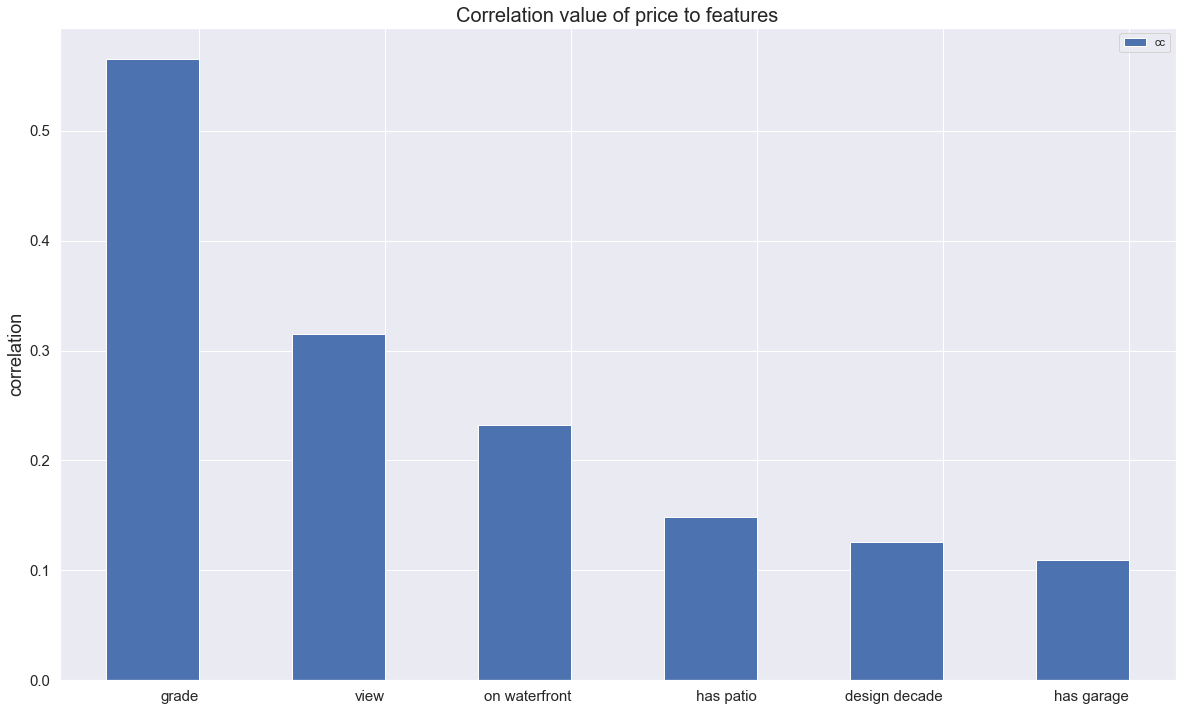 Correlation value of price to features
cc
correlation
0.5
0.4
0.3
0.2
0.1
0.0
grade view on waterfront has patio design decade has garage